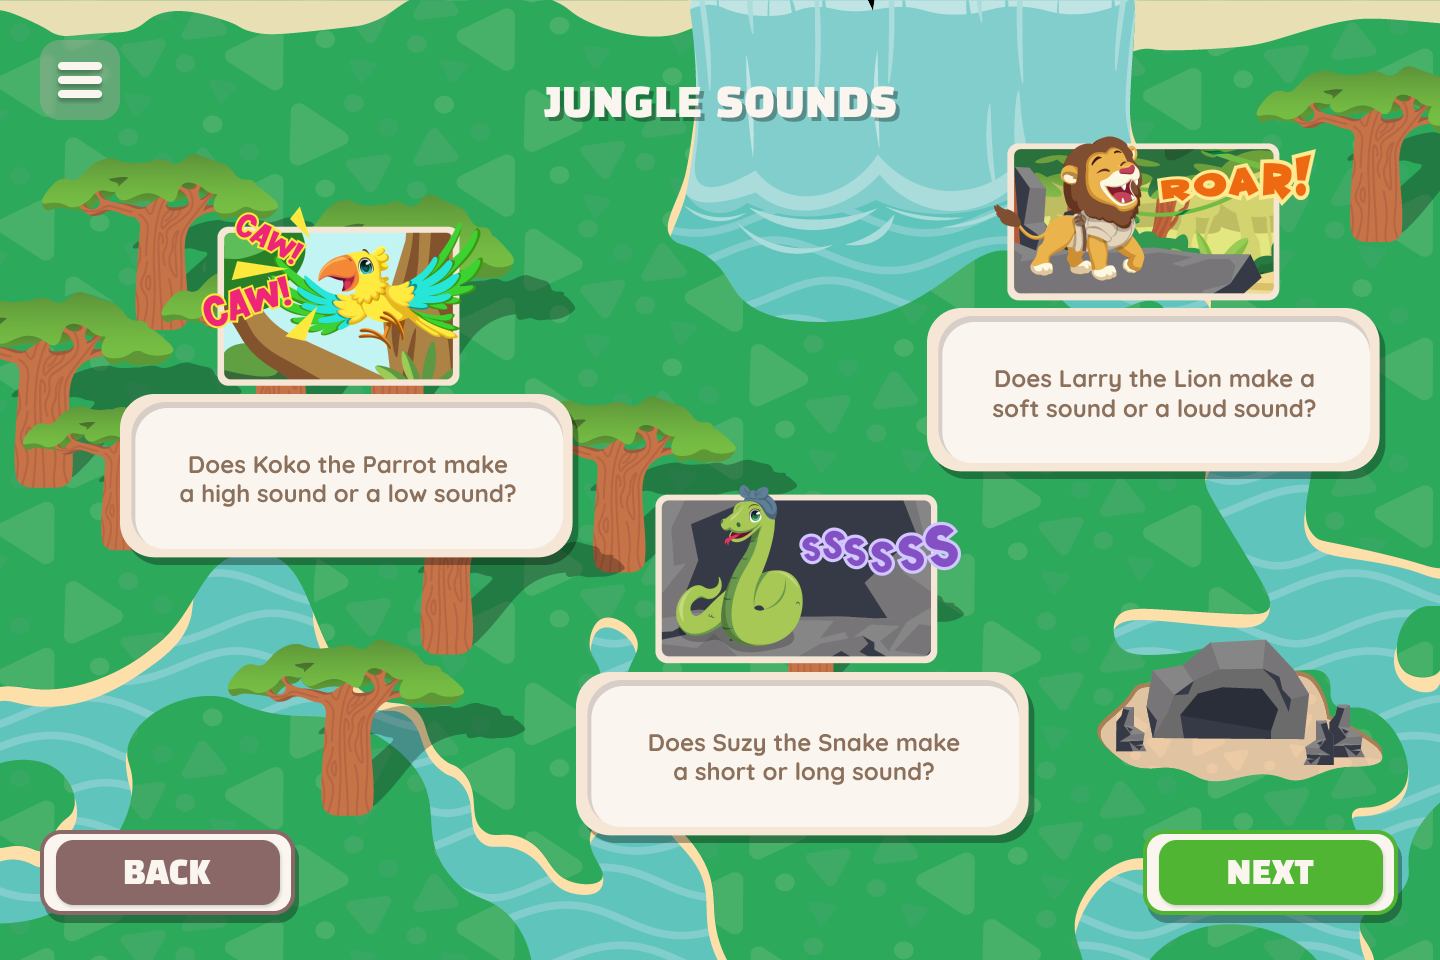 JUNGLE SOUNDS
CAW!
CAW!
Does Koko the Parrot make
a high sound or a low sound?
ROAR!
Does Larry the Lion make a
soft sound or a loud sound?
ssssss
Does Suzy the Snake make
a short or long sound?
BACK
NEXT